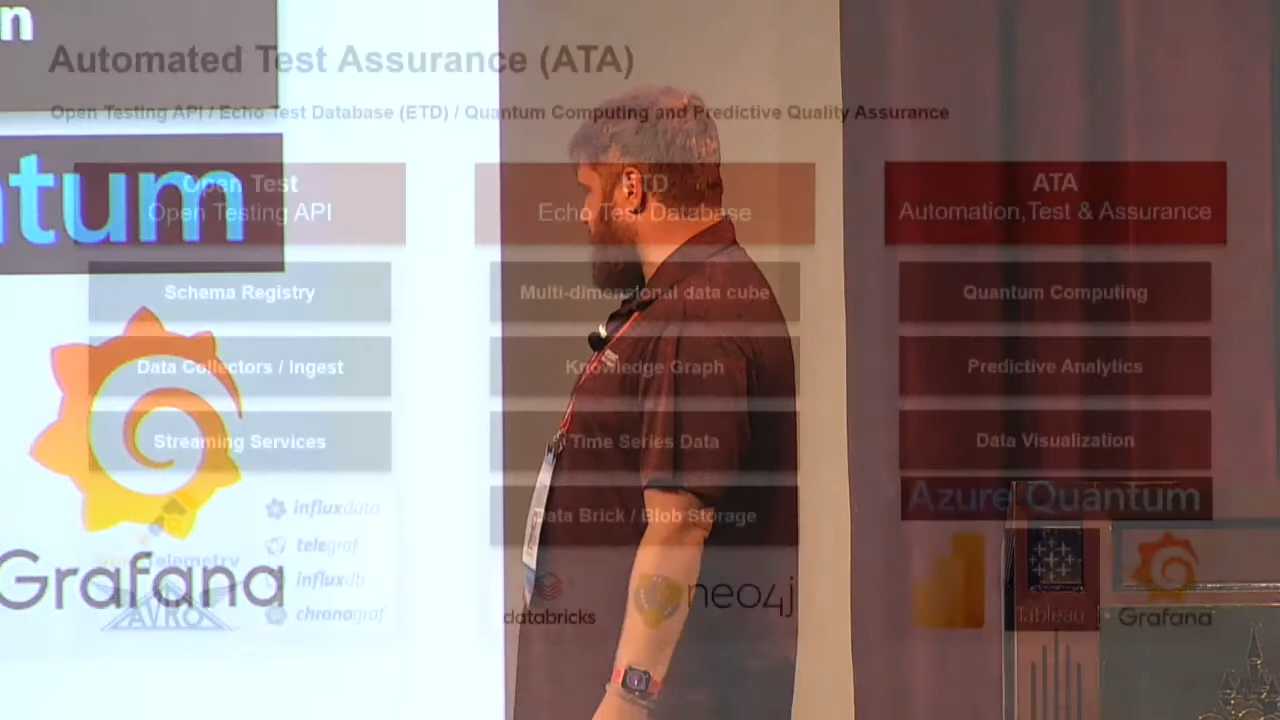 n
Automated Test Assurance (ATA)
Open Testing API / Echo Test Database (ETD) / Quantum Computing and Predictive Quality Assurance
ntum
Open Test
Open Testing API
Schema Registry
Data Collectors / Ingest
Streaming Services
influxdata
telegraf
influxdb
chronograf
Telemetry
AVRO
Grafana
ETD
Echo Test Database
Multi-dimensional data cube
Knowledge Graph
Time Series Data
Data Brick / Blob Storage
databricks
neo4j
ATA
Automation,Test & Assurance
Quantum Computing
Predictive Analytics
Data Visualization
Azure Quantum
Tableau
Grafana